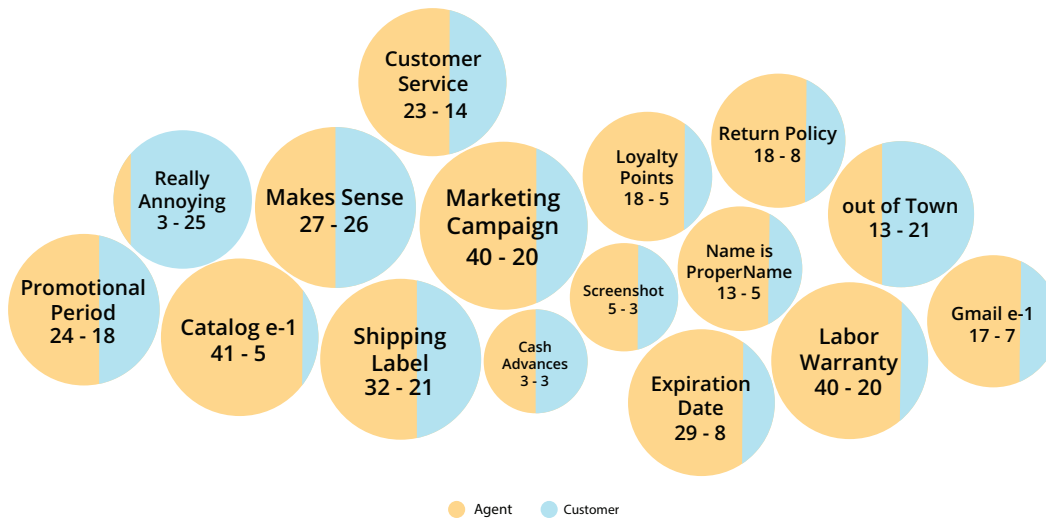 Customer
Service
23 - 14
Really
Annoying
3 - 25
Makes Sense
27 - 26
Marketing
Campaign
40 - 20
Loyalty
Points
18 - 5
Return Policy
18 - 8
out of Town
13 - 21
Promotional
Period
24 - 18
Catalog e-1
41 - 5
Shipping
Label
32 - 21
Cash
Advances
3 - 3
Screenshot
5 - 3
Name is
ProperName
13 - 5
Expiration
Date
29 - 8
Labor
Warranty
40 - 20
Gmail e-1
17 - 7
Agent
Customer